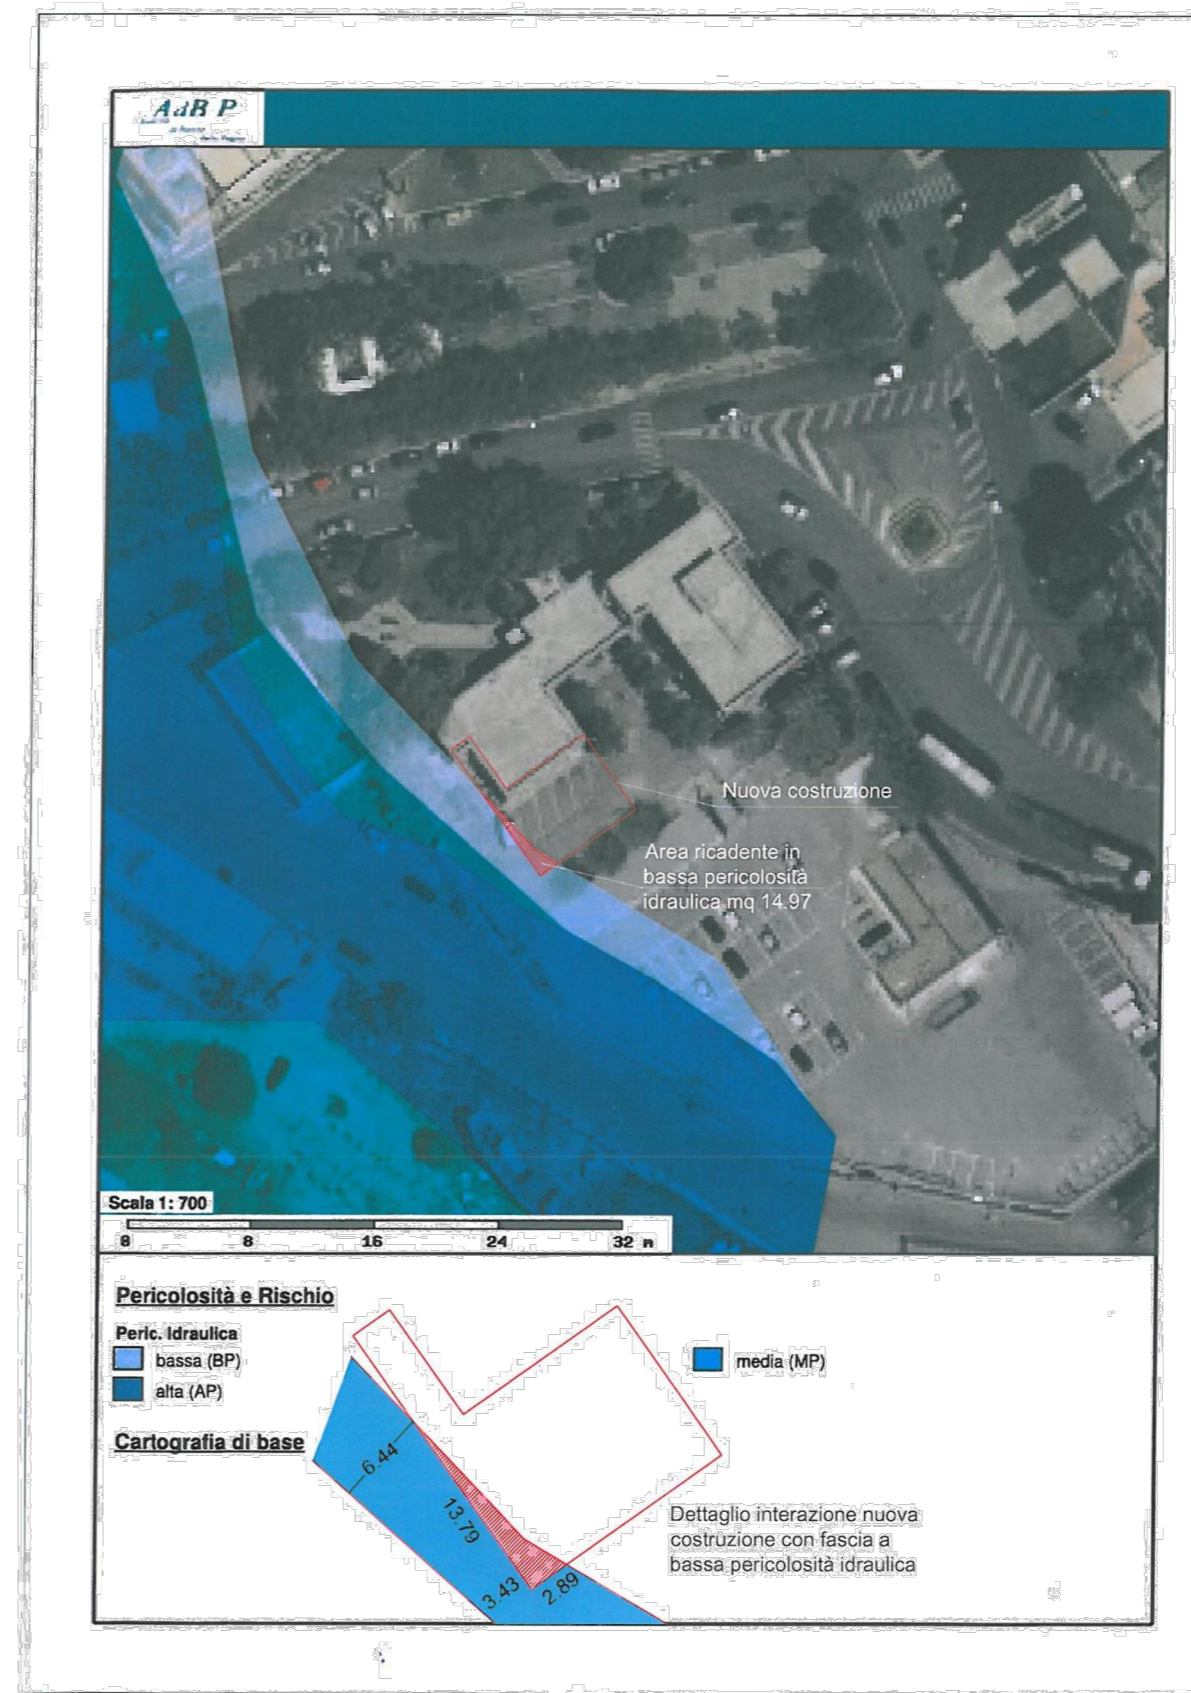 AdB P
Nuova costruzione
Area ricadente in
bassa pericolosità
idraulica mq 14.97
Scala 1: 700
8 8 16 24 32
Pericolosità e Rischio
Peric. Idraulica
bassa (BP)
media (MP)
alta (AP)
Cartografia di base
6.44
13.79
3.43
2.89
Dettaglio interazione nuova
costruzione con fascia a
bassa pericolosità idraulica